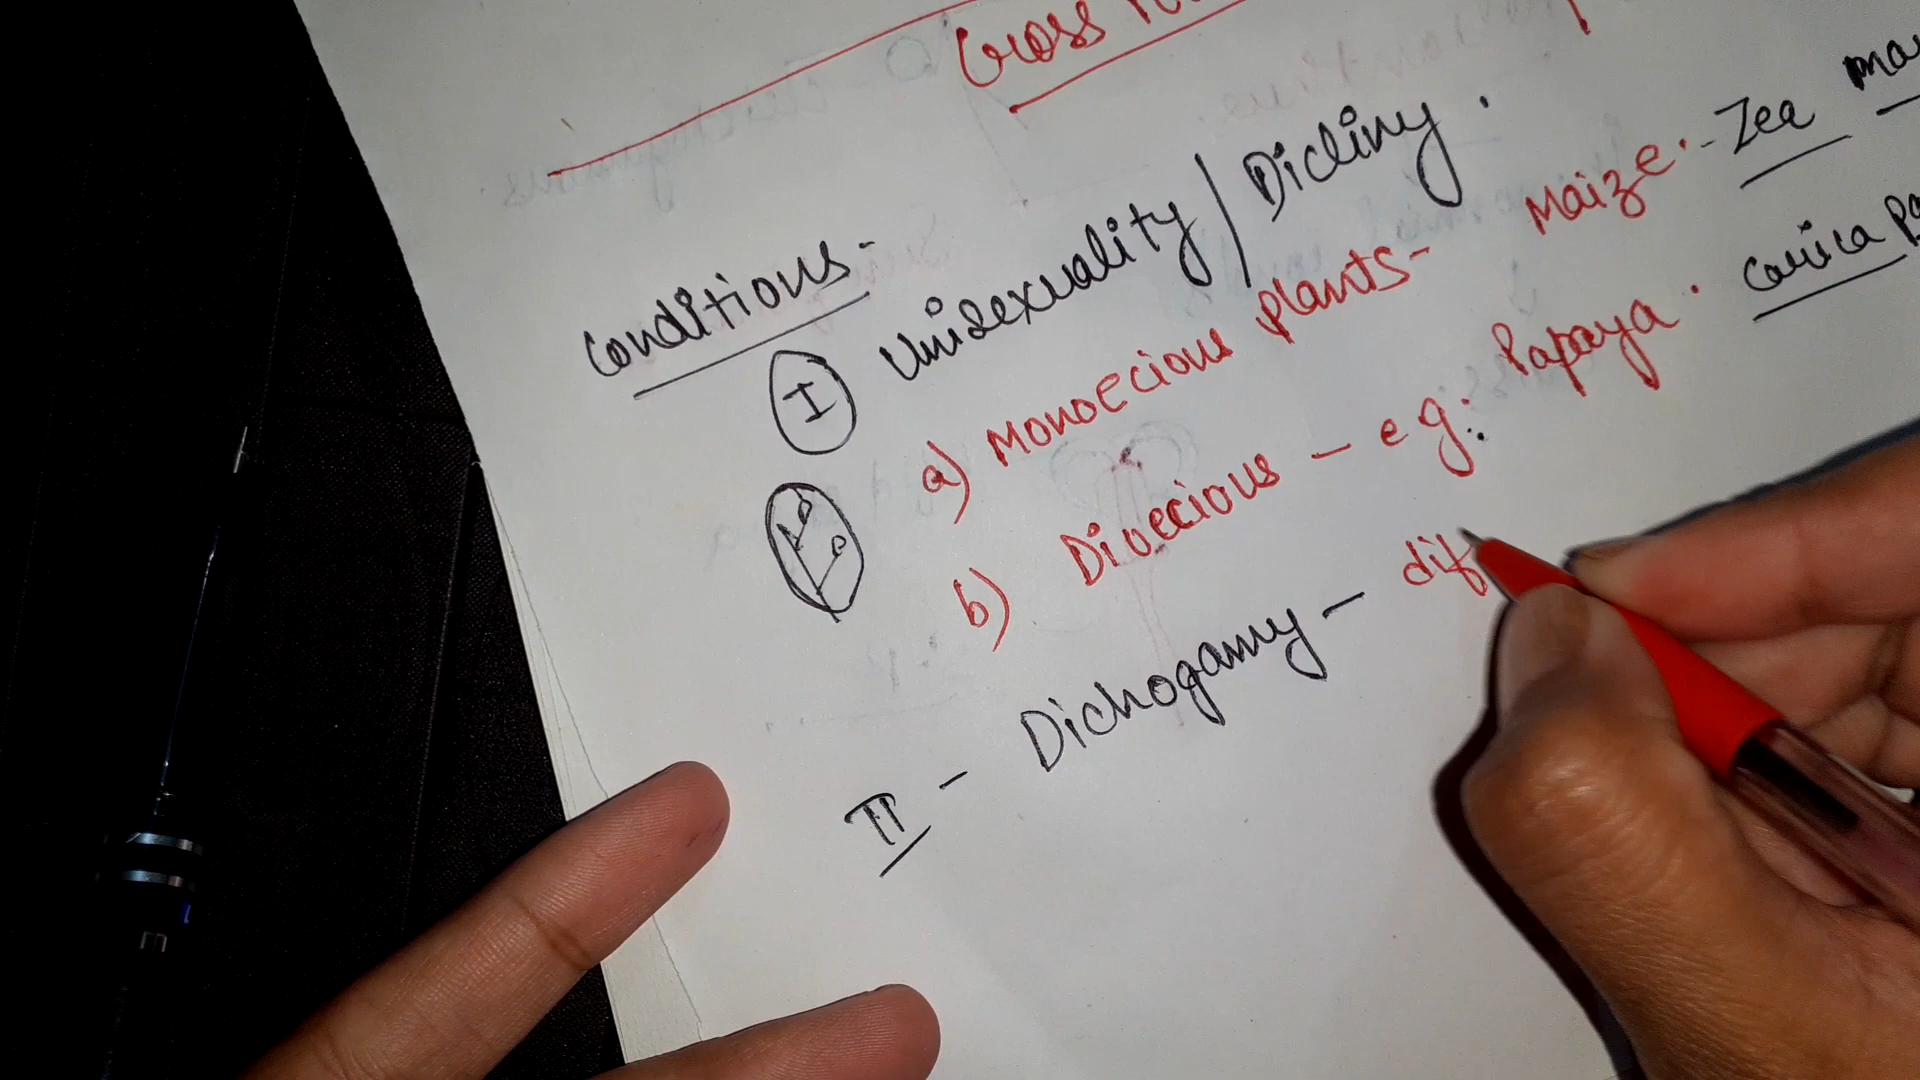 Cross
Conditions -
I Unisexuality / Dicliny .
a) Monoecious plants - Maize - Zea
b) Dioecious - eg: Papaya . Carica
II - Dichogamy - dif